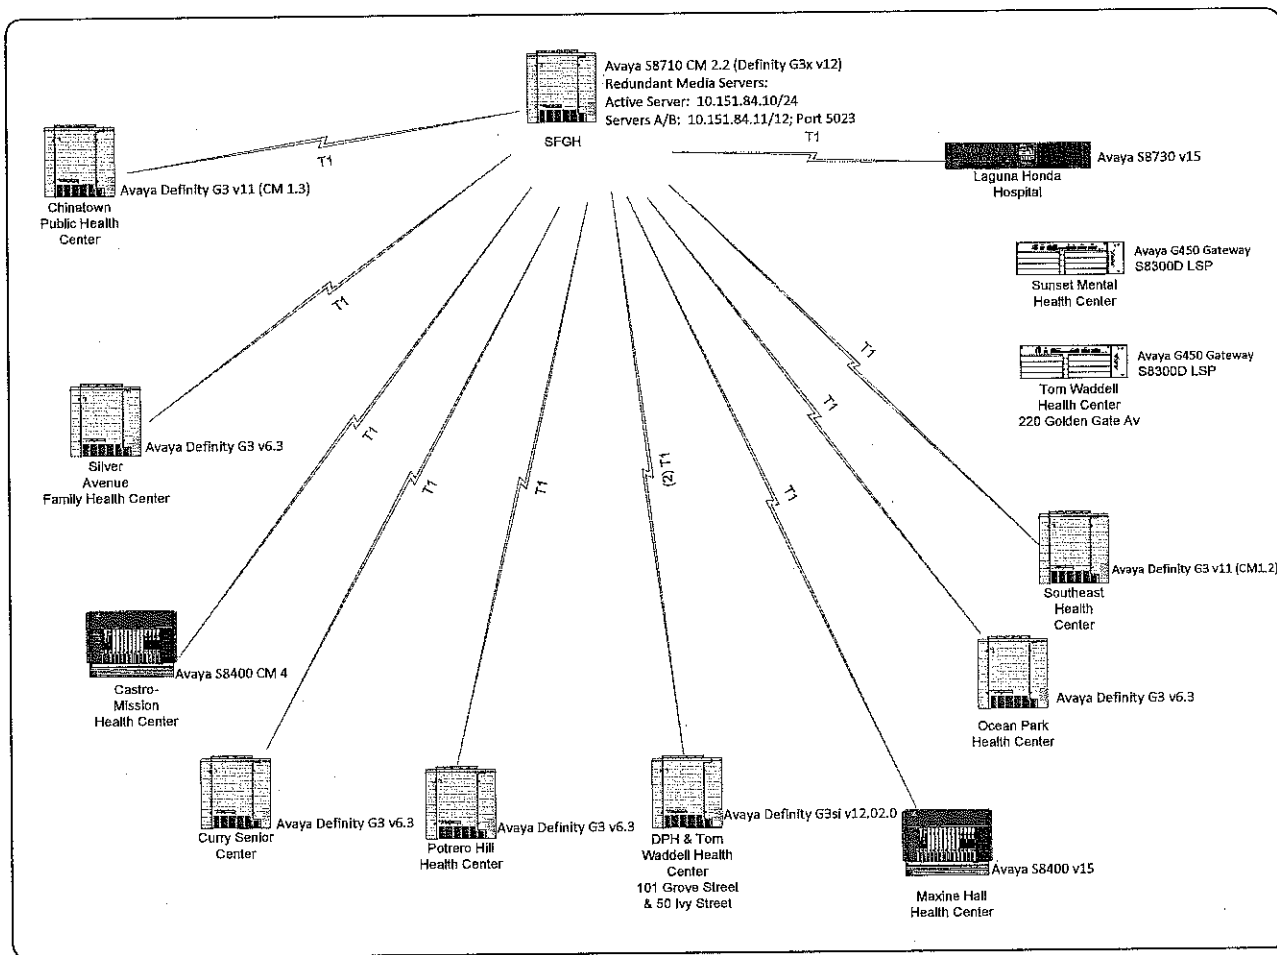 Avaya S8710 CM 2.2 (Definity G3x v12)
Redundant Media Servers:
Active Server: 10.151.84.10/24
Servers A/B: 10.151.84.11/12; Port 5023
SFGH
T1
T1
Avaya S8730 v15
Laguna Honda
Hospital
Avaya Definity G3 v11 (CM 1.3)
Chinatown
Public Health
Center
Avaya G450 Gateway
S8300D LSP
Sunset Mental
Health Center
T1
T1
Avaya G450 Gateway
S8300D LSP
Tom Waddell
Health Center
220 Golden Gate Av
Avaya Definity G3 v6.3
Silver
Avenue
Family Health Center
T1
T1
T1
T1
(2) T1
T1
Avaya Definity G3 v11 (CM1.2)
Southeast
Health
Center
Avaya S8400 CM 4
Castro-
Mission
Health Center
Avaya Definity G3 v6.3
Ocean Park
Health Center
Avaya Definity G3 v6.3
Curry Senior
Center
Avaya Definity G3 v6.3
Potrero Hill
Health Center
Avaya Definity G3si v12.02.0
DPH & Tom
Waddell Health
Center
101 Grove Street
& 50 Ivy Street
Avaya S8400 v15
Maxine Hall
Health Center